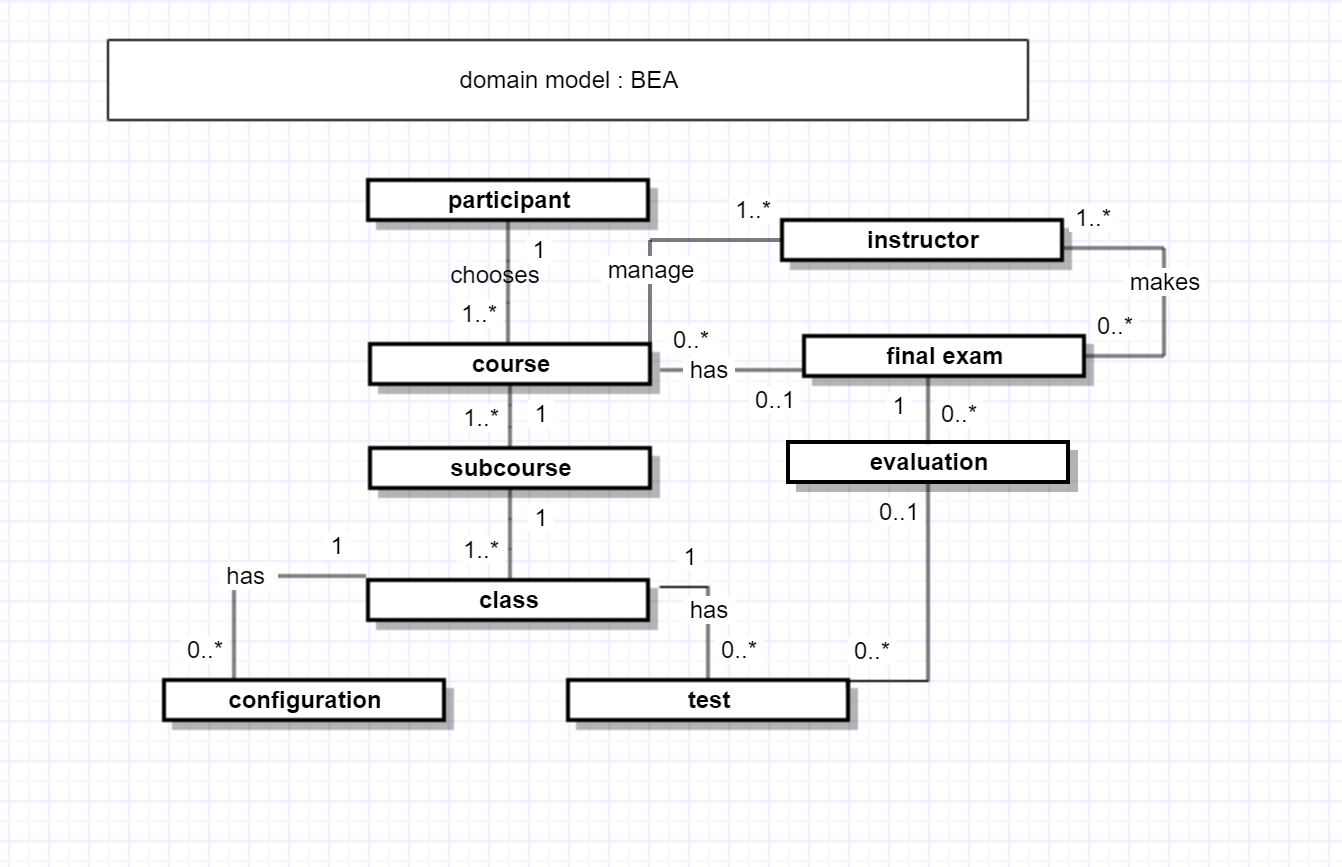 domain model : BEA
participant
1..*
instructor
1..*
1
chooses
manage
makes
1..*
0..*
0..*
course
has
final exam
0..1
1
0..*
1..*
1
subcourse
evaluation
1
0..1
1..*
1
1
has
class
has
0..*
0..*
0..*
configuration
test